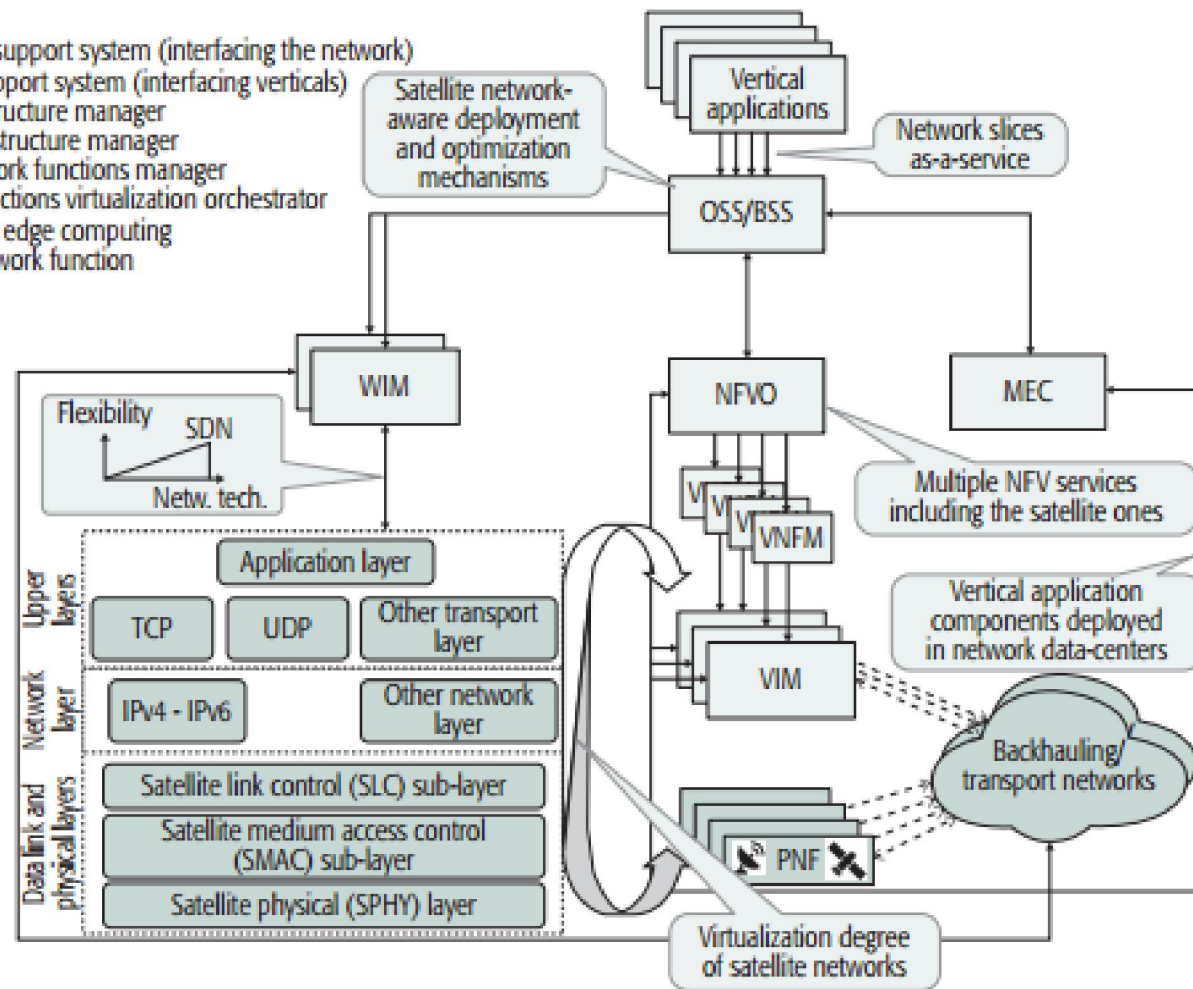 support system (interfacing the network)
pport system (interfacing verticals)
ructure manager
structure manager
ork functions manager
ctions virtualization orchestrator
edge computing
work function
Vertical
applications
Satellite network-
aware deployment
and optimization
mechanisms
Network slices
as-a-service
OSS/BSS
WIM
NFVO
MEC
Flexibility
SDN
Netw. tech.
Multiple NFV services
including the satellite ones
V
V
V
VNFM
Upper
layers
Application layer
TCP
UDP
Other transport
layer
Vertical application
components deployed
in network data-centers
VIM
Network
layer
IPv4 - IPv6
Other network
layer
Backhauling/
transport networks
Data link and
physical layers
Satellite link control (SLC) sub-layer
Satellite medium access control
(SMAC) sub-layer
Satellite physical (SPHY) layer
PNF
Virtualization degree
of satellite networks